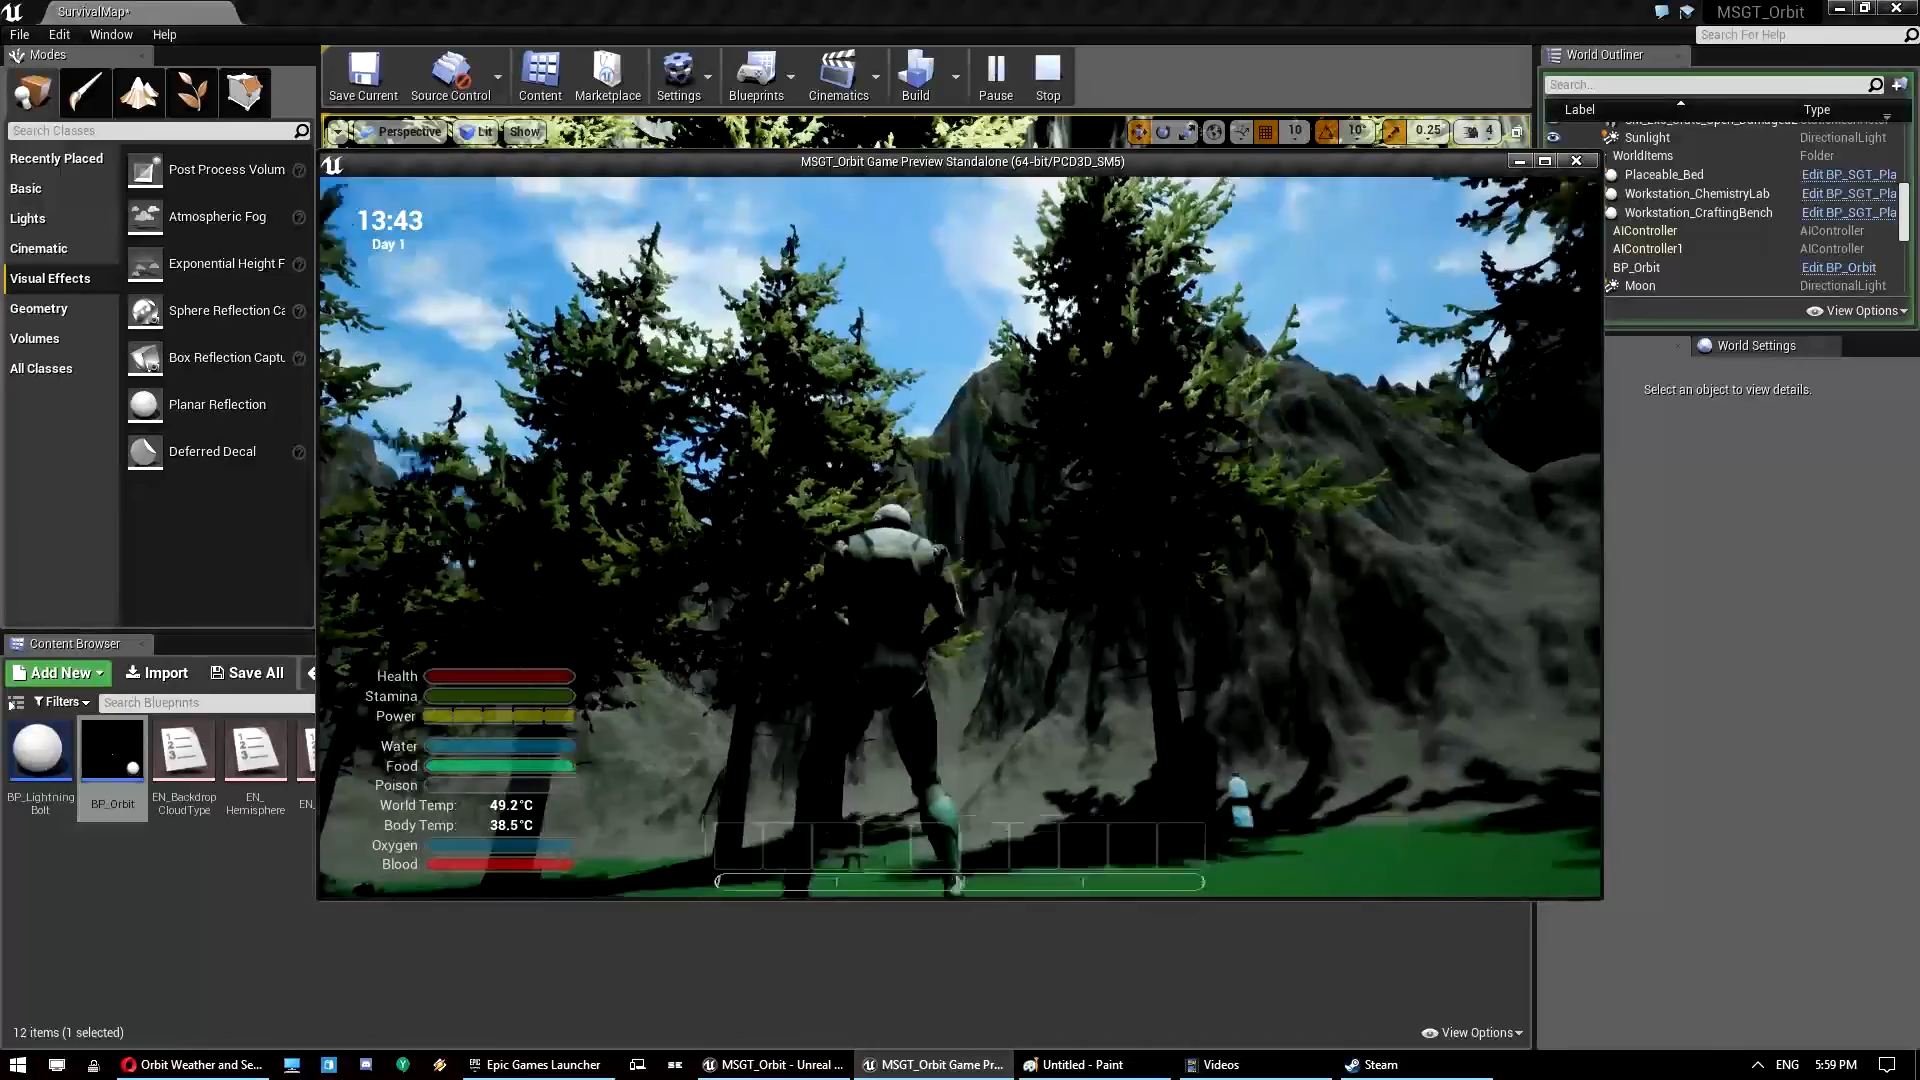 SurvivalMap*
MSGT_Orbit
File Edit Window Help
Search For Help
Modes
Save Current Source Control Content Marketplace Settings Blueprints Cinematics Build Pause Stop
World Outliner
Search...
Label Type
Search Classes
Perspective Lit Show 10 10° 0.25 4
Recently Placed
Basic
Lights
Cinematic
Visual Effects
Geometry
Volumes
All Classes
Post Process Volum
Atmospheric Fog
Exponential Height F
Sphere Reflection Ca
Box Reflection Captu
Planar Reflection
Deferred Decal
MSGT_Orbit Game Preview Standalone (64-bit/PCD3D_SM5)
13:43
Day 1
Health
Stamina
Power
Water
Food
Poison
World Temp: 49.2°C
Body Temp: 38.5°C
Oxygen
Blood
Sunlight DirectionalLight
WorldItems Folder
Placeable_Bed Edit BP_SGT_Pla
Workstation_ChemistryLab Edit BP_SGT_Pla
Workstation_CraftingBench Edit BP_SGT_Pla
AIController AIController
AIController1 AIController
BP_Orbit Edit BP_Orbit
Moon DirectionalLight
View Options
World Settings
Select an object to view details.
Content Browser
Add New Import Save All
Filters Search Blueprints
BP_Lightning
Bolt
BP_Orbit
EN_Backdrop
CloudType
EN_
Hemisphere
EN_
12 items (1 selected)
View Options
Orbit Weather and Se... Epic Games Launcher MSGT_Orbit - Unreal ... MSGT_Orbit Game Pr... Untitled - Paint Videos Steam ENG 5:59 PM